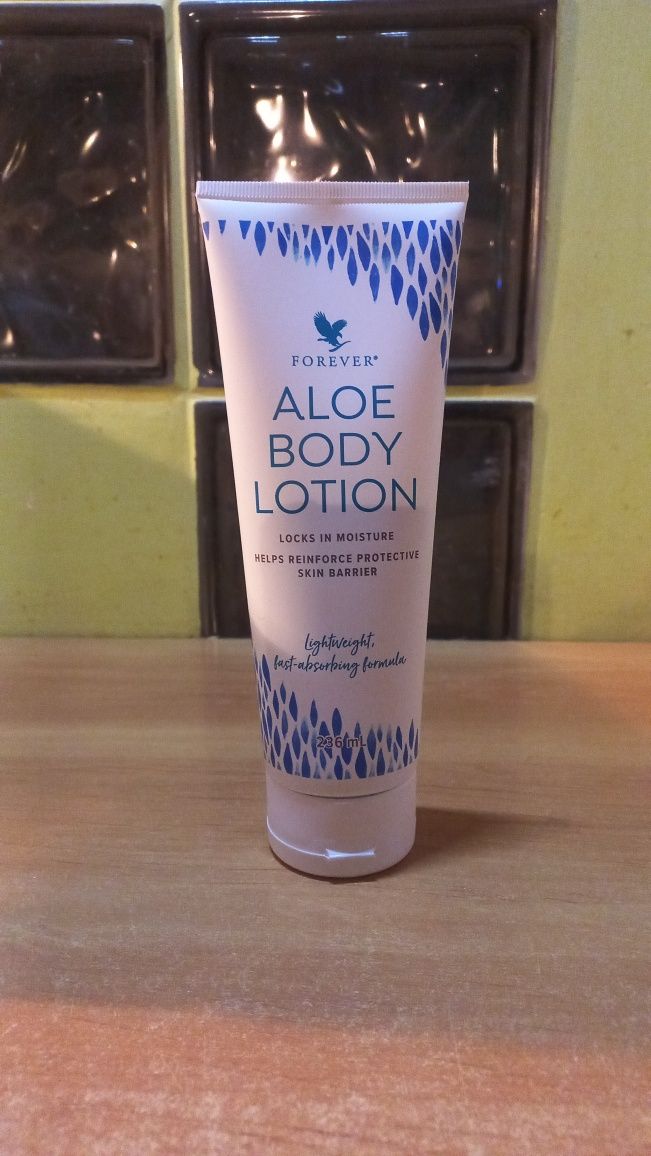 FOREVER®
ALOE
BODY
LOTION
LOCKS IN MOISTURE
HELPS REINFORCE PROTECTIVE
SKIN BARRIER
Lightweight,
fast-absorbing formula
236 mL